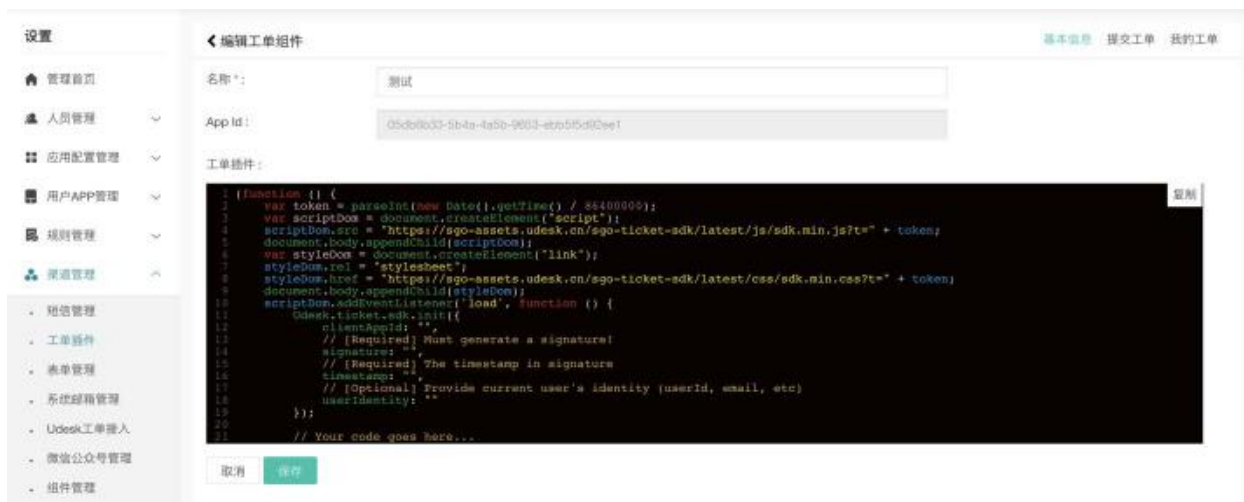 设置
管理首页
人员管理
应用配置管理
用户APP管理
规则管理
渠道管理
短信管理
工单插件
表单管理
系统邮箱管理
Udesk工单接入
微信公众号管理
组件管理
编辑工单组件
基本信息 提交工单 我的工单
名称 *:
测试
App Id :
工单插件 :
复制
1 (function () {
2 var token = parseInt(new Date().getTime() / 86400000);
3 var scriptDom = document.createElement("script");
4 scriptDom.src = "https://sgo-assets.udesk.cn/sgo-ticket-sdk/latest/js/sdk.min.js?t=" + token;
5 document.body.appendChild(scriptDom);
6 var styleDom = document.createElement("link");
7 styleDom.rel = "stylesheet";
8 styleDom.href = "https://sgo-assets.udesk.cn/sgo-ticket-sdk/latest/css/sdk.min.css?t=" + token;
9 document.body.appendChild(styleDom);
10 scriptDom.addEventListener('load', function () {
11 Udesk.ticket.sdk.init({
12 clientAppId: "",
13 // [Required] Must generate a signature!
14 signature: "",
15 // [Required] The timestamp in signature
16 timestamp: "",
17 // [Optional] Provide current user's identity (userId, email, etc)
18 userIdentity: ""
19 });
20
21 // Your code goes here...
取消 保存